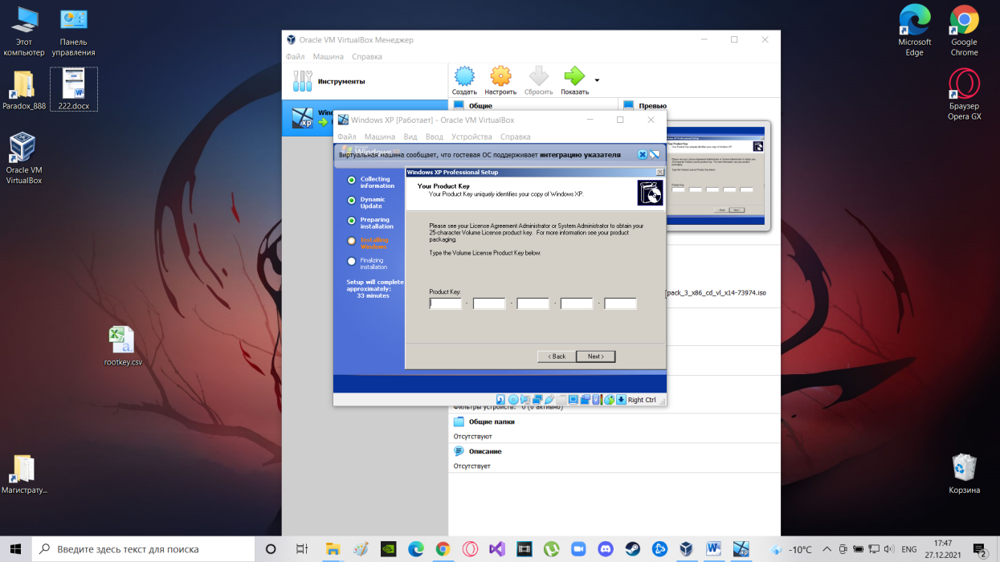 Этот компьютер
Панель управления
Paradox_888
222.docx
Oracle VM VirtualBox
rootkey.csv
Магистрату...
Microsoft Edge
Google Chrome
Браузер Opera GX
Корзина
Oracle VM VirtualBox Менеджер
Файл Машина Справка
Инструменты
Создать Настроить Сбросить Показать
Общие
Превью
Windows XP [Работает] - Oracle VM VirtualBox
Файл Машина Вид Ввод Устройства Справка
Виртуальная машина сообщает, что гостевая ОС поддерживает интеграцию указателя
Collecting information
Dynamic Update
Preparing installation
Installing Windows
Finalizing installation
Setup will complete
approximately:
33 minutes
Windows XP Professional Setup
Your Product Key
Your Product Key uniquely identifies your copy of Windows XP.
Please see your License Agreement Administrator or System Administrator to obtain your
25-character Volume License product key. For more information see your product
packaging.
Type the Volume License Product Key below:
Product Key:
- - - -
< Back Next >
Right Ctrl
pack_3_x86_cd_vl_x14-73974.iso
Фильтры устройств: 0 (0 активно)
Общие папки
Отсутствуют
Описание
Отсутствует
Введите здесь текст для поиска
-10°C
ENG
17:47
27.12.2021
2